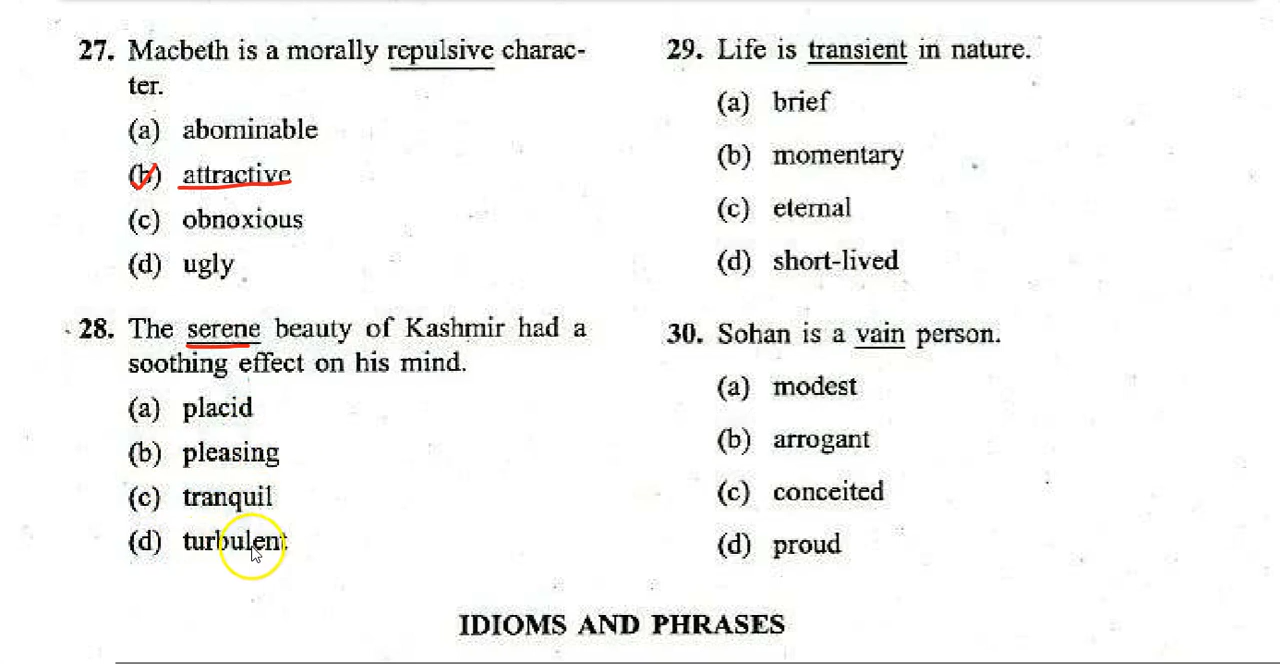 27. Macbeth is a morally repulsive charac-
ter.
(a) abominable
(b) attractive
(c) obnoxious
(d) ugly
28. The serene beauty of Kashmir had a
soothing effect on his mind.
(a) placid
(b) pleasing
(c) tranquil
(d) turbulent
29. Life is transient in nature.
(a) brief
(b) momentary
(c) eternal
(d) short-lived
30. Sohan is a vain person.
(a) modest
(b) arrogant
(c) conceited
(d) proud
IDIOMS AND PHRASES